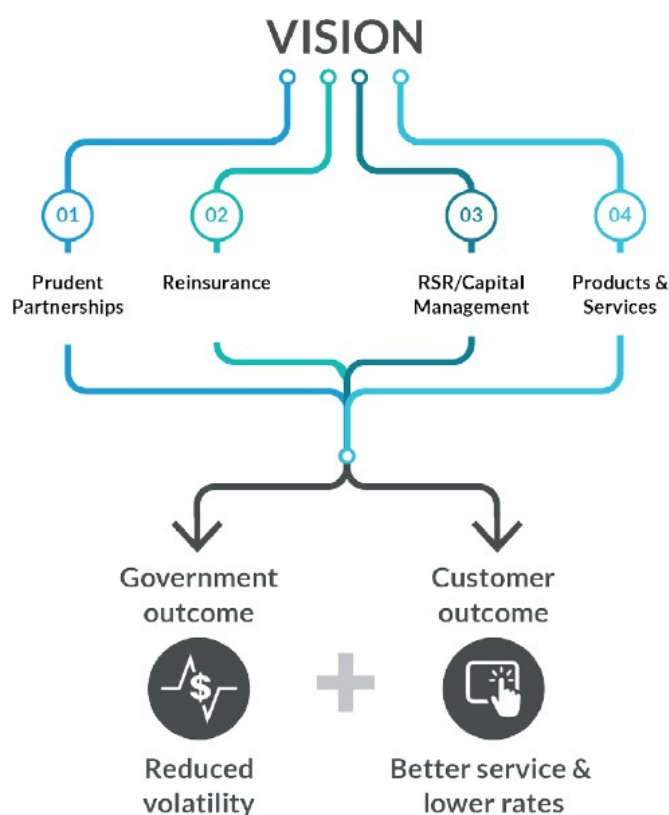 VISION
01
02
03
04
Prudent
Partnerships
Reinsurance
RSR/Capital
Management
Products &
Services
Government
outcome
Customer
outcome
$
Reduced
volatility
Better service &
lower rates